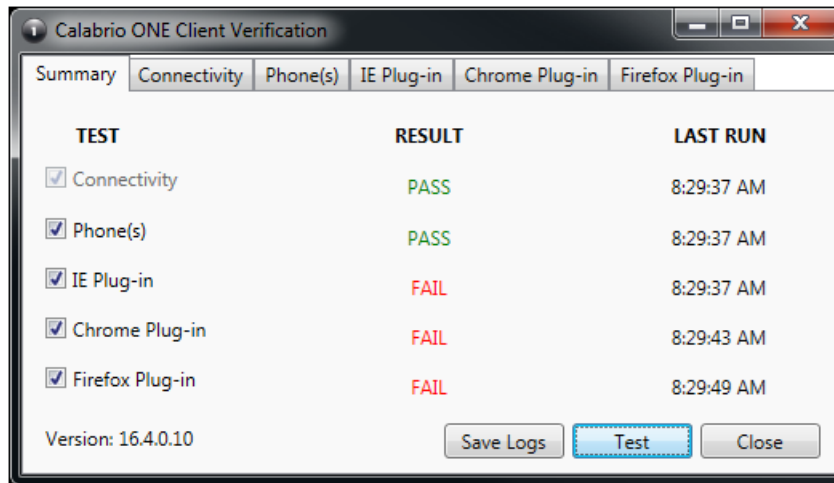 Calabrio ONE Client Verification
Summary Connectivity Phone(s) IE Plug-in Chrome Plug-in Firefox Plug-in
TEST RESULT LAST RUN
Connectivity PASS 8:29:37 AM
Phone(s) PASS 8:29:37 AM
IE Plug-in FAIL 8:29:37 AM
Chrome Plug-in FAIL 8:29:43 AM
Firefox Plug-in FAIL 8:29:49 AM
Version: 16.4.0.10 Save Logs Test Close